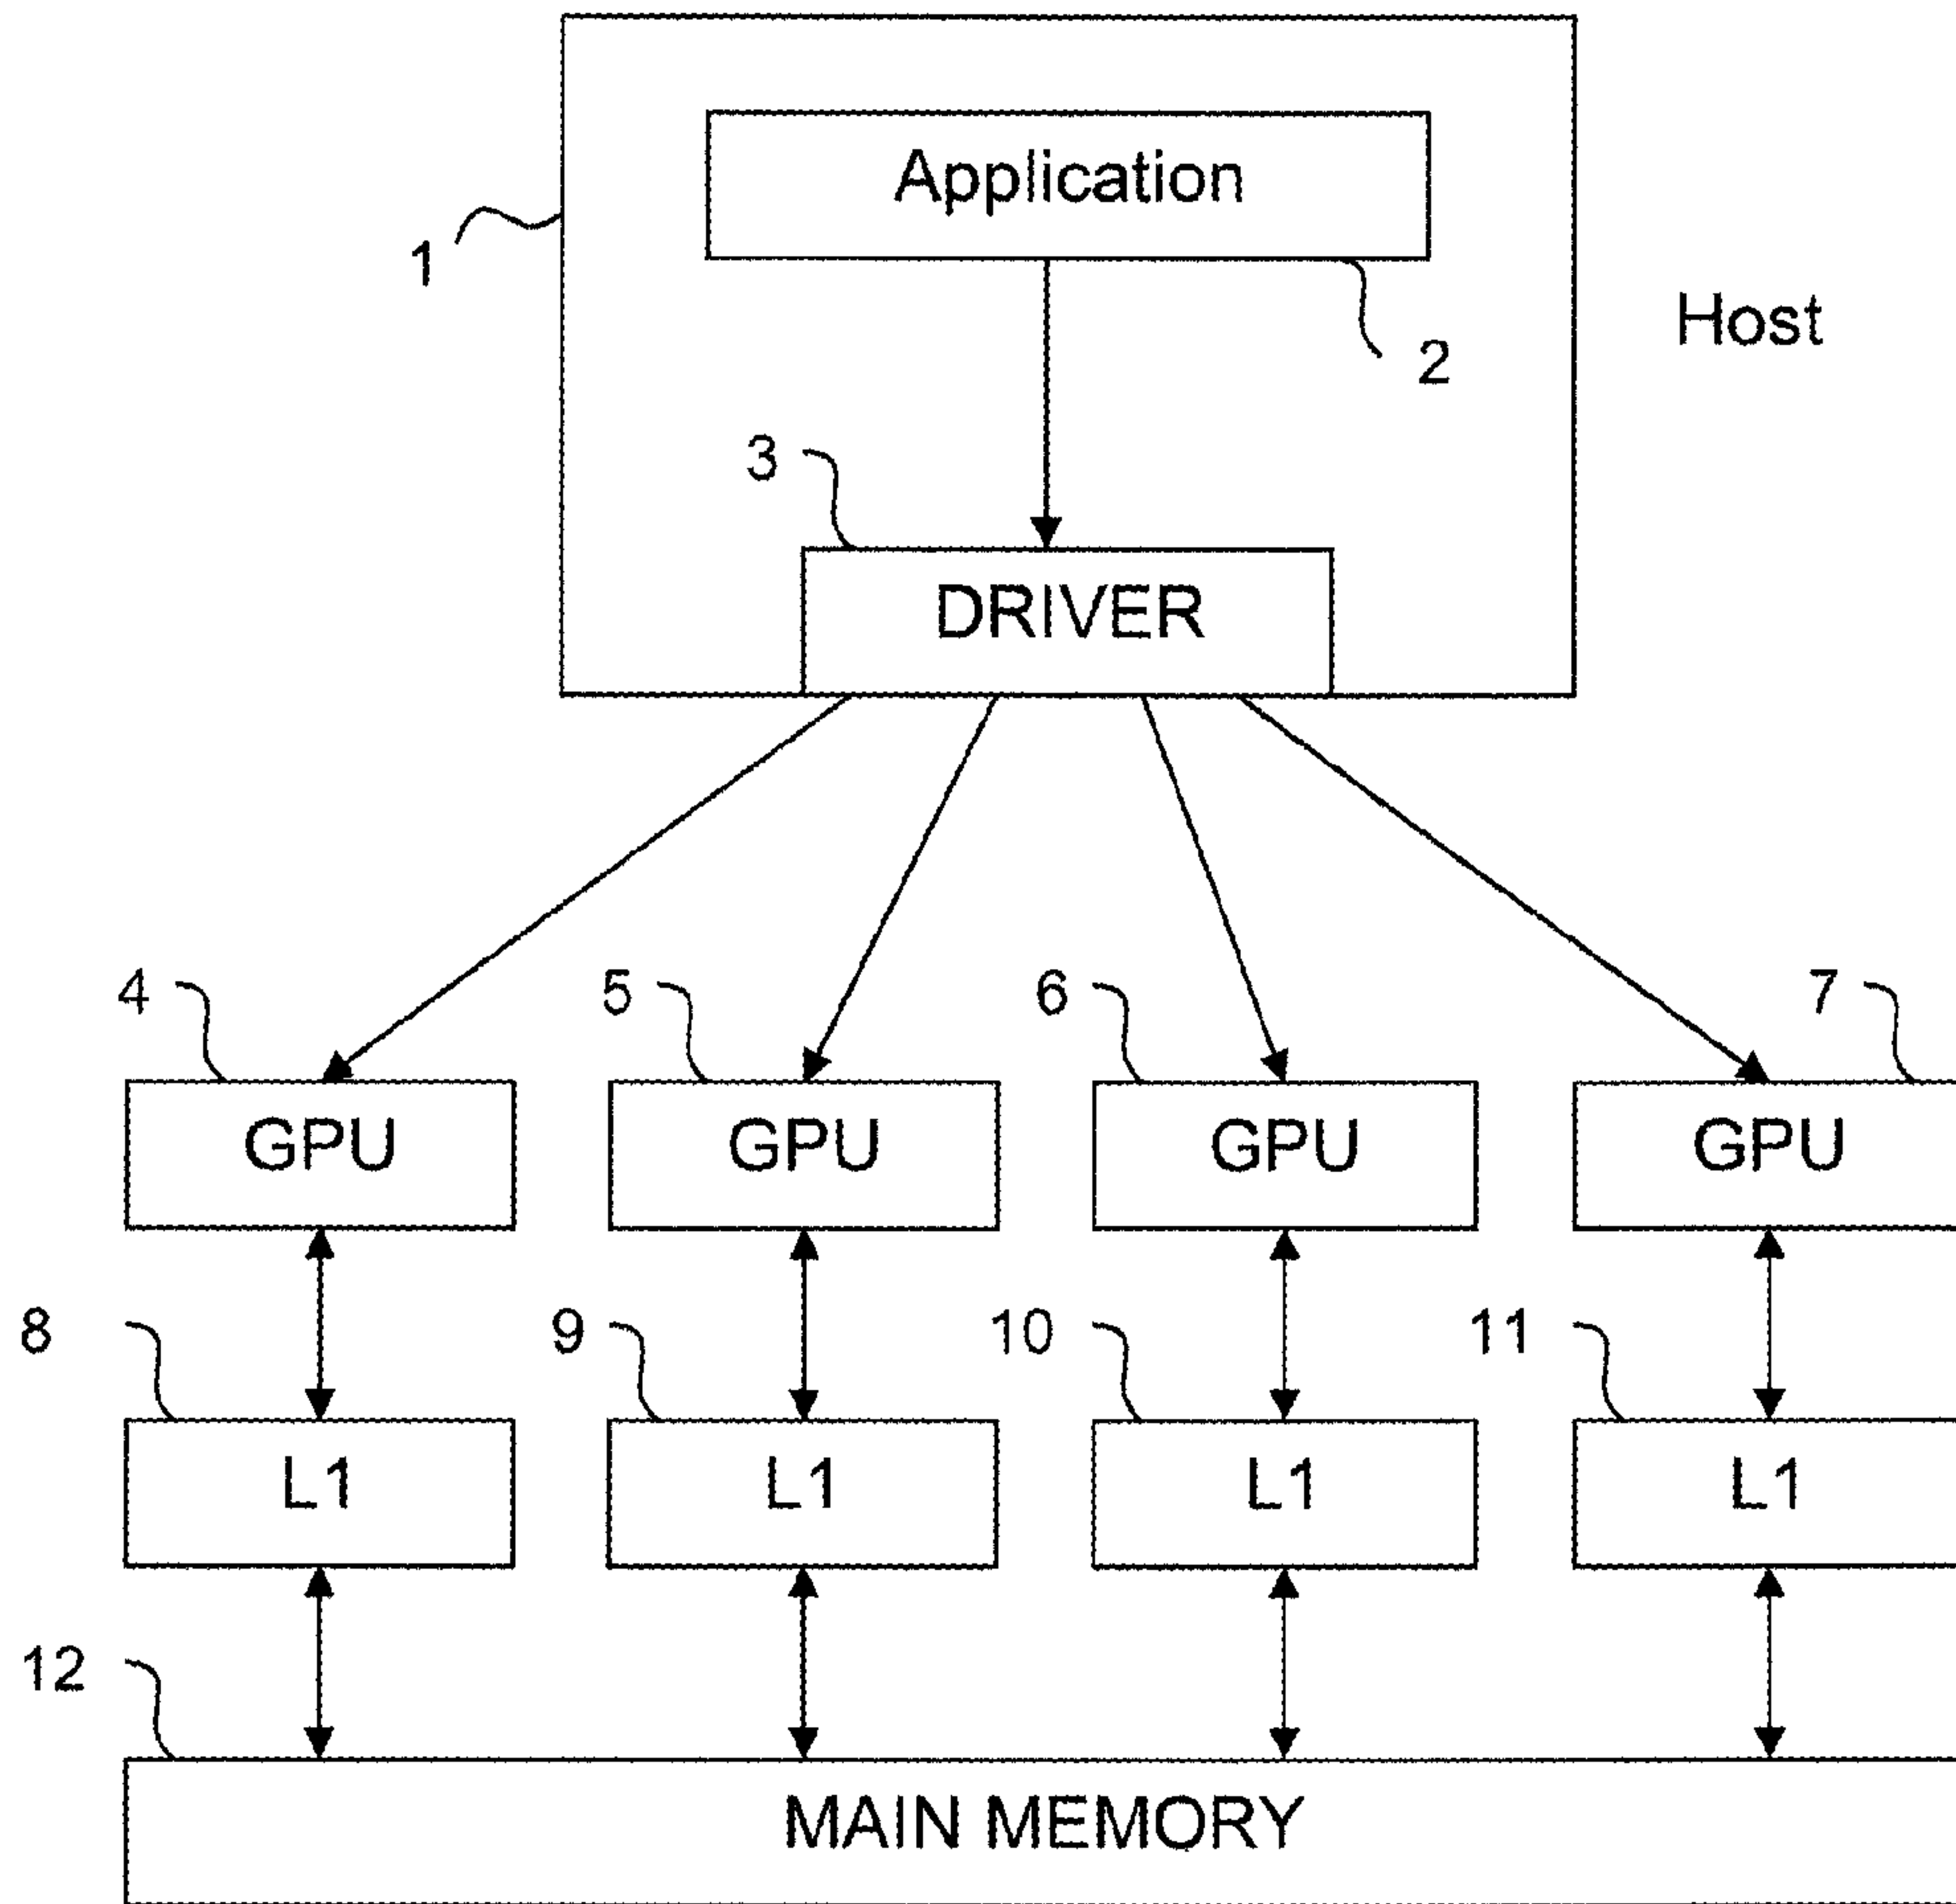 Application
1
Host
2
3
DRIVER
4
5
6
7
GPU
GPU
GPU
GPU
8
9
10
11
L1
L1
L1
L1
12
MAIN MEMORY